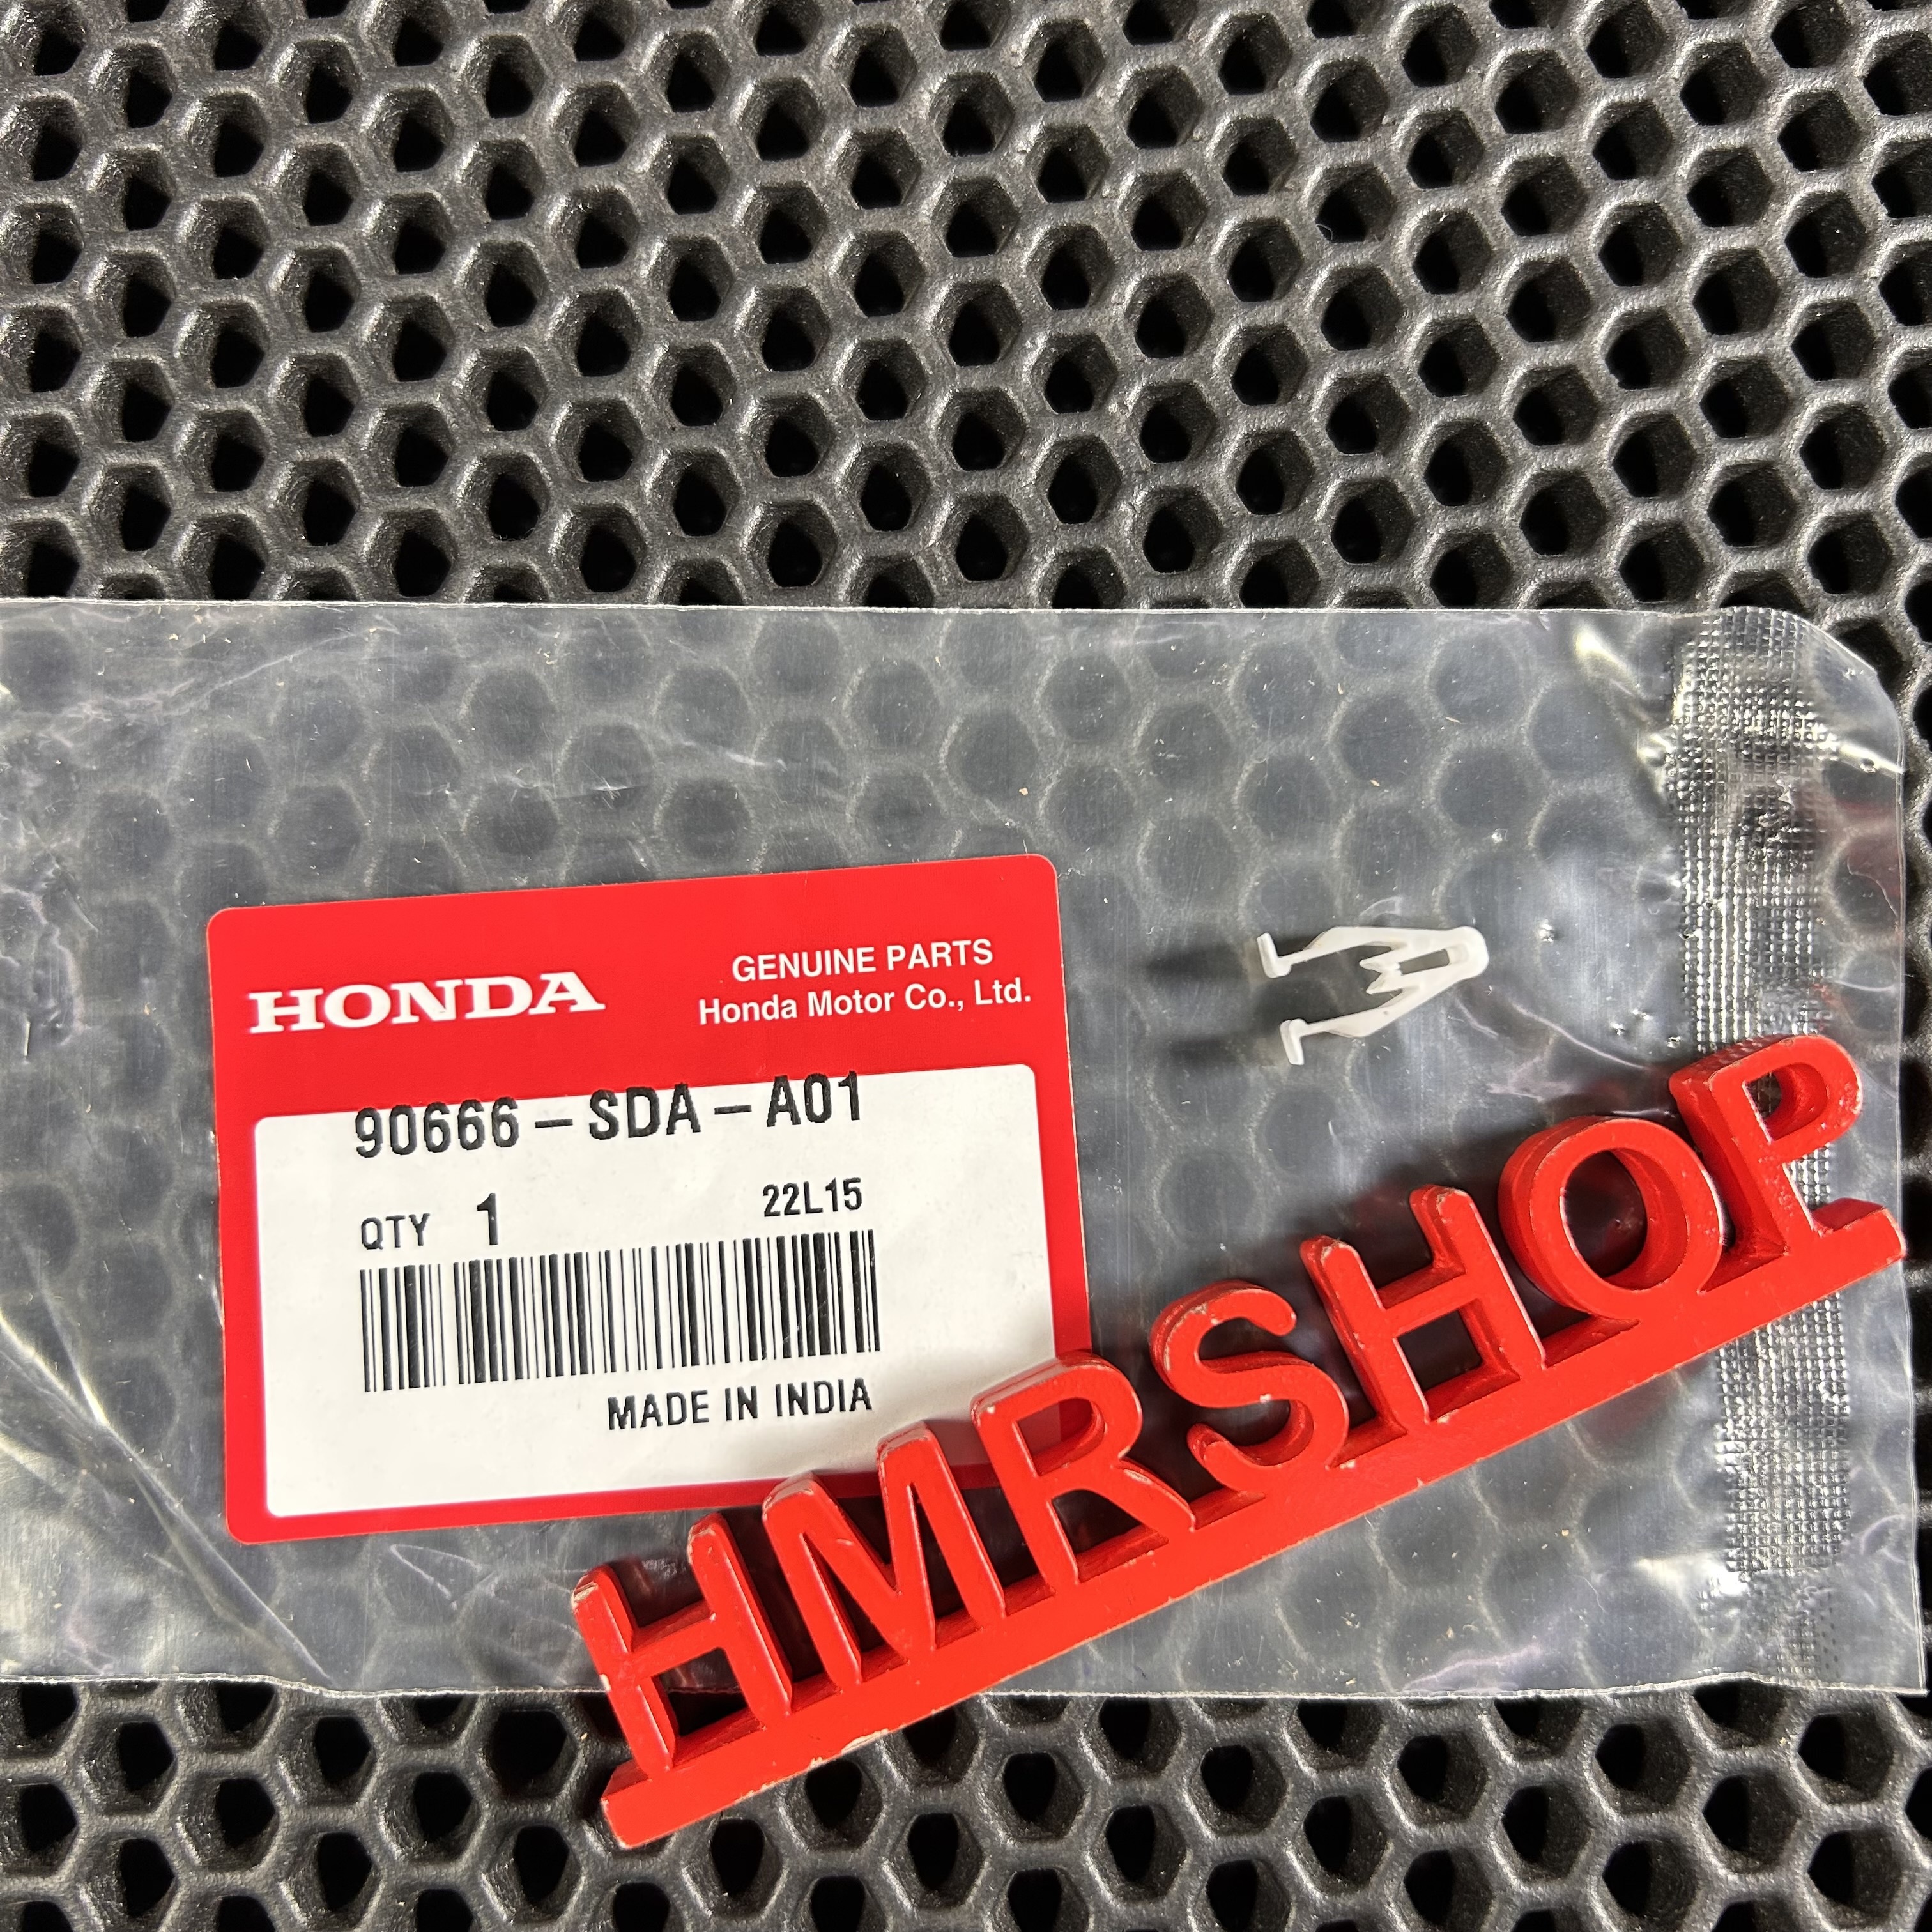 HONDA
GENUINE PARTS
Honda Motor Co., Ltd.
90666-SDA-A01
QTY 1 22L15
MADE IN INDIA
HMRSHOP